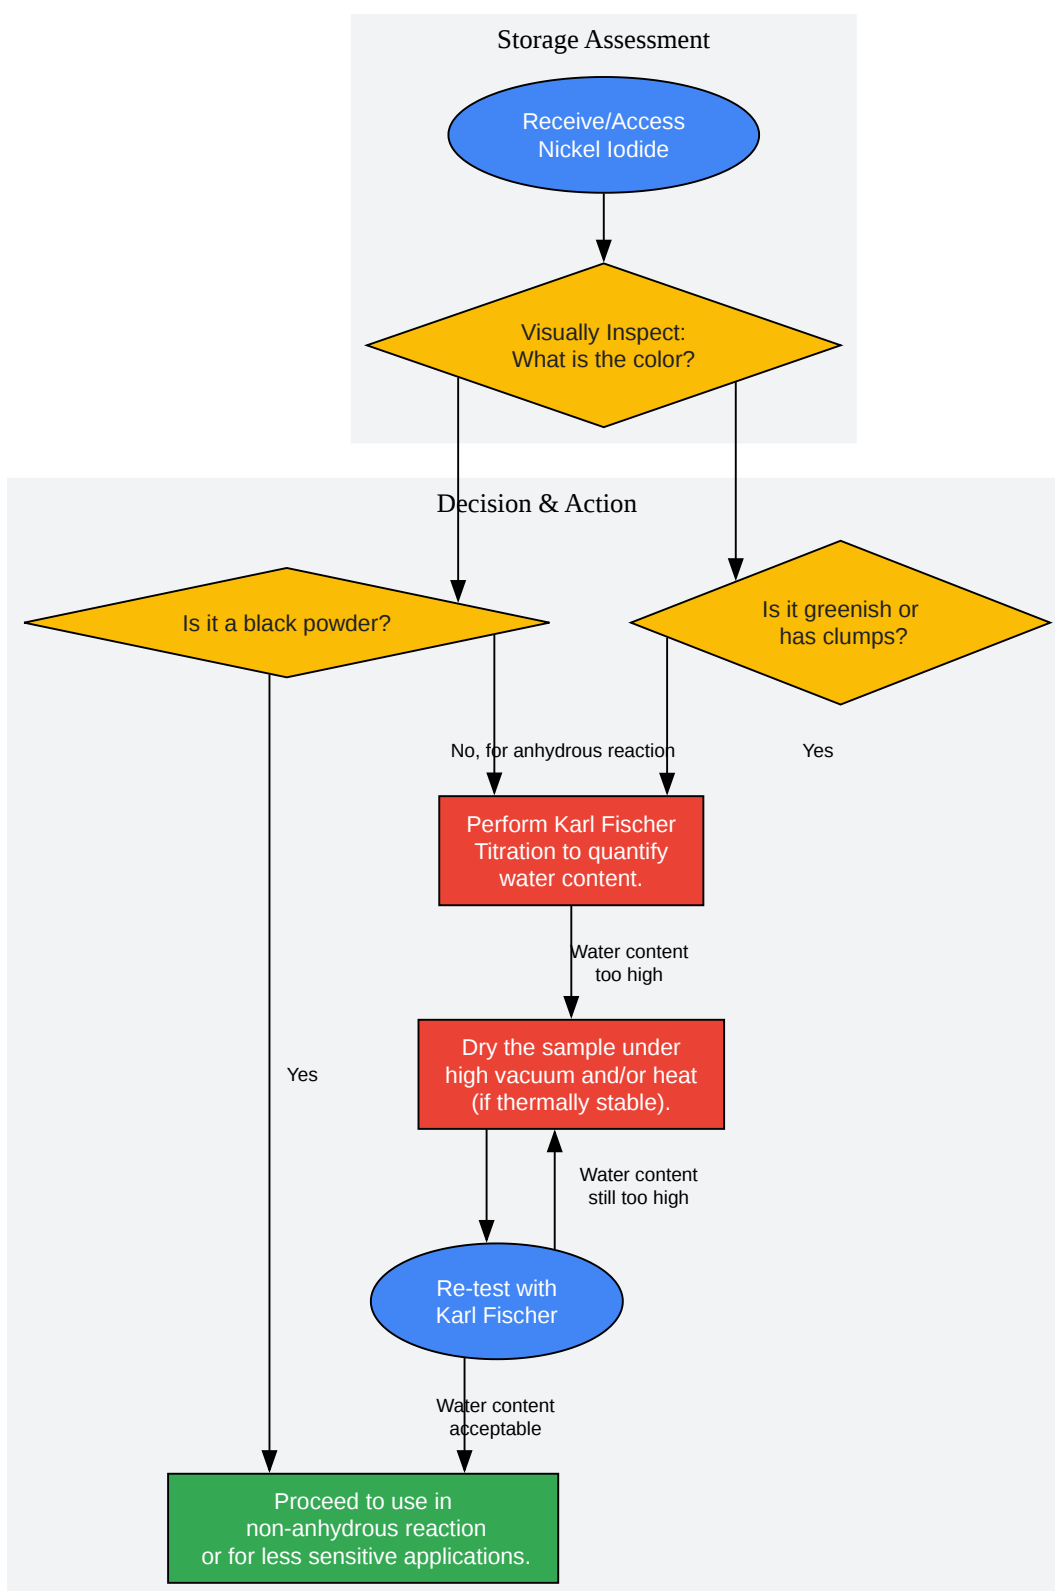 Storage Assessment
Receive/Access
Nickel Iodide
Visually Inspect:
What is the color?
Decision & Action
Is it a black powder?
Is it greenish or
has clumps?
No, for anhydrous reaction
Yes
Perform Karl Fischer
Titration to quantify
water content.
Water content
too high
Dry the sample under
high vacuum and/or heat
(if thermally stable).
Yes
Water content
still too high
Re-test with
Karl Fischer
Water content
acceptable
Proceed to use in
non-anhydrous reaction
or for less sensitive applications.